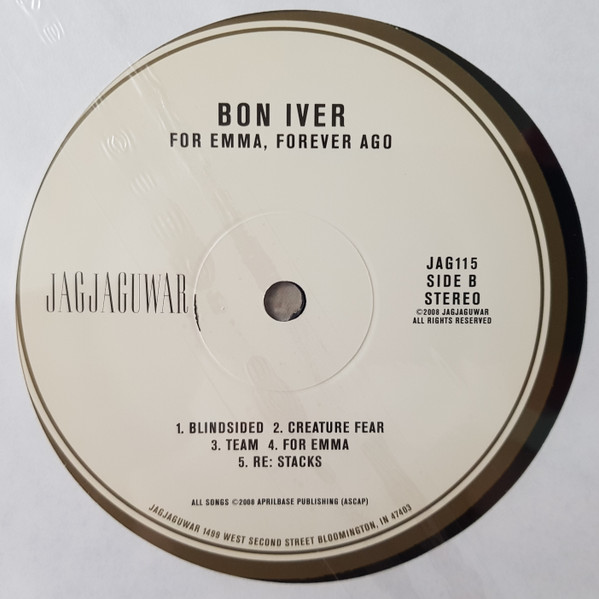 BON IVER
FOR EMMA, FOREVER AGO
JAGJAGUWAR
JAG115
SIDE B
STEREO
©2008 JAGJAGUWAR
ALL RIGHTS RESERVED
1. BLINDSIDED 2. CREATURE FEAR
3. TEAM 4. FOR EMMA
5. RE: STACKS
ALL SONGS ©2008 APRILBASE PUBLISHING (ASCAP)
JAGJAGUWAR 1499 WEST SECOND STREET BLOOMINGTON, IN 47403